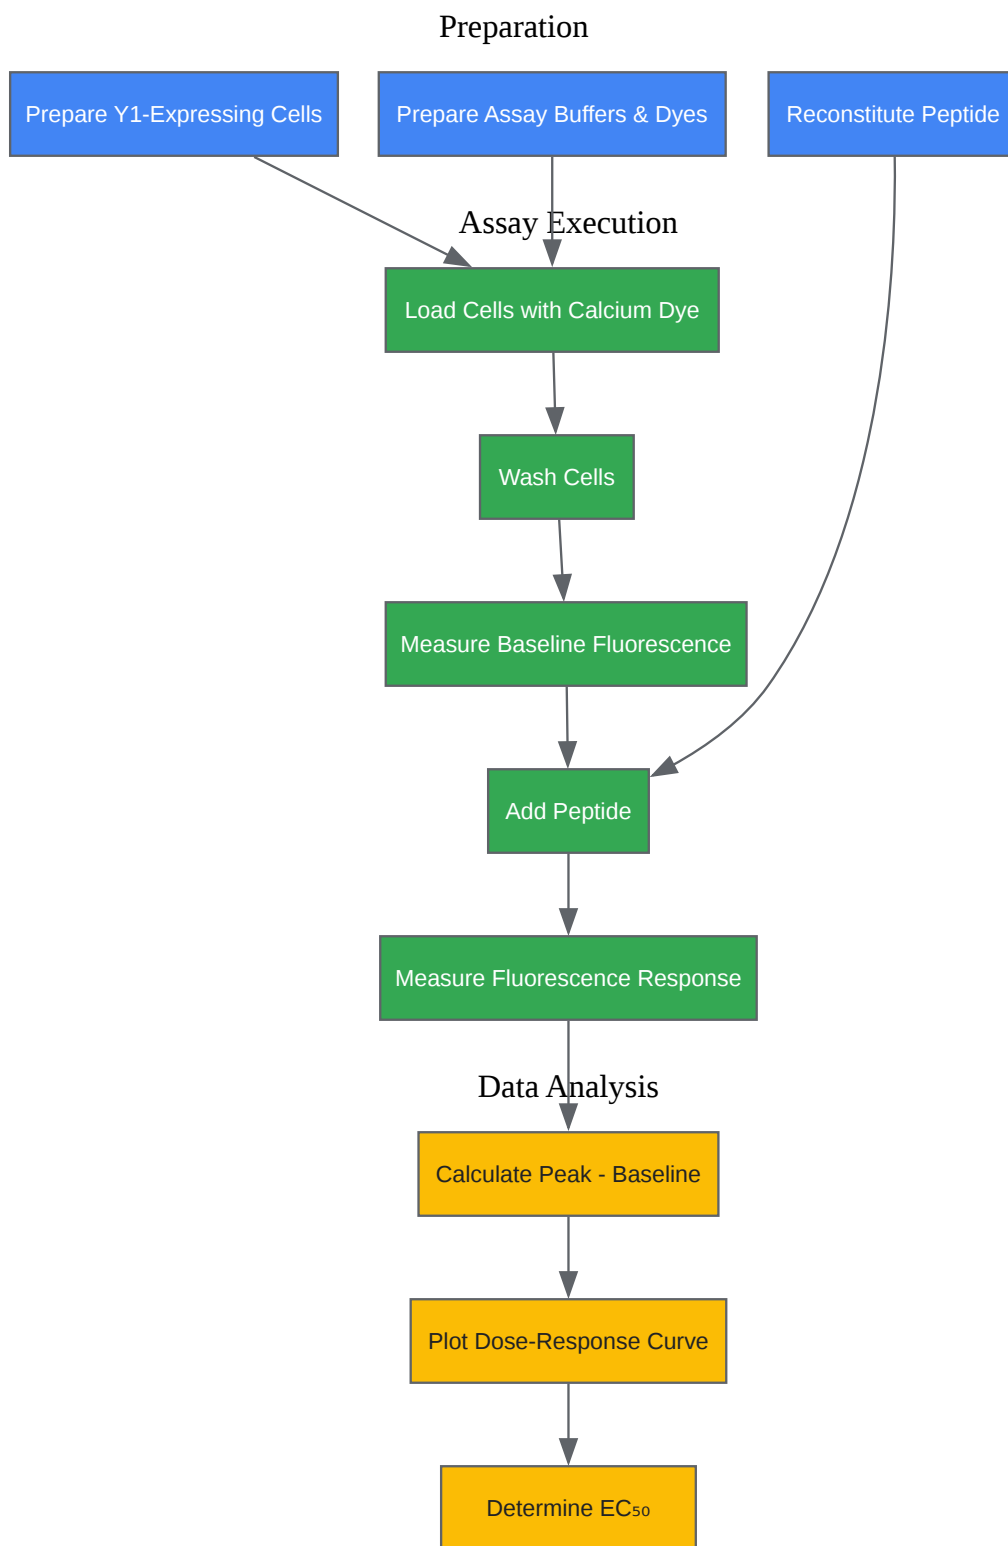 Preparation
Prepare Y1-Expressing Cells
Prepare Assay Buffers & Dyes
Reconstitute Peptide
Assay Execution
Load Cells with Calcium Dye
Wash Cells
Measure Baseline Fluorescence
Add Peptide
Measure Fluorescence Response
Data Analysis
Calculate Peak - Baseline
Plot Dose-Response Curve
Determine EC₅₀